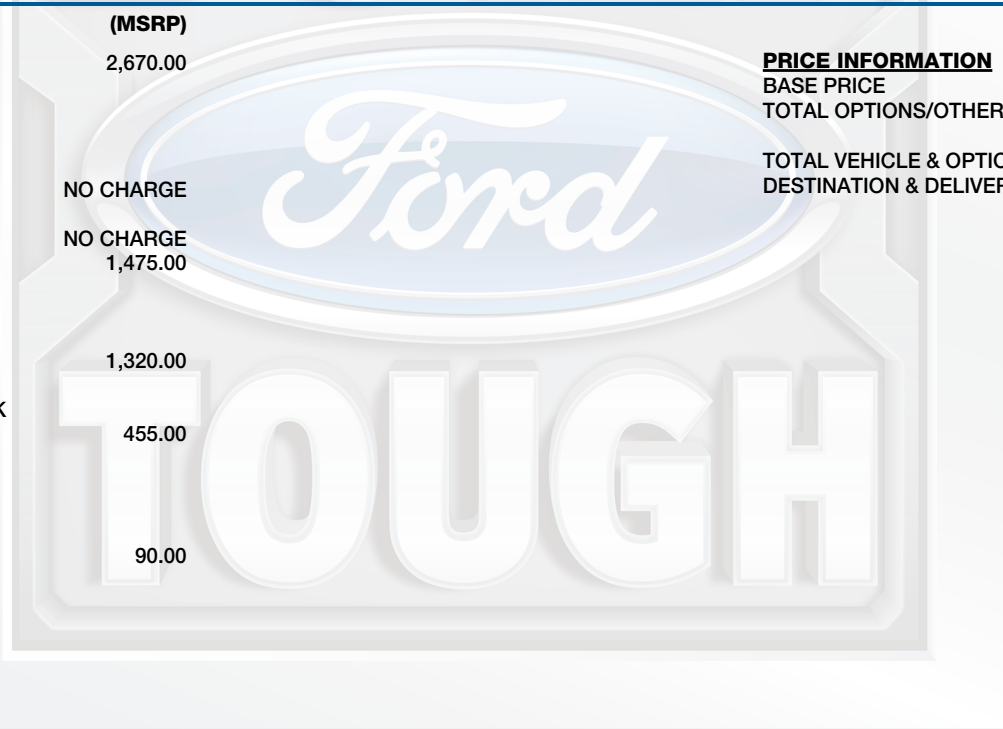 (MSRP)
2,670.00
NO CHARGE
NO CHARGE
1,475.00
1,320.00
K
455.00
90.00
PRICE INFORMATION
BASE PRICE
TOTAL OPTIONS/OTHER
TOTAL VEHICLE & OPTIO
DESTINATION & DELIVER
Ford
TOUGH